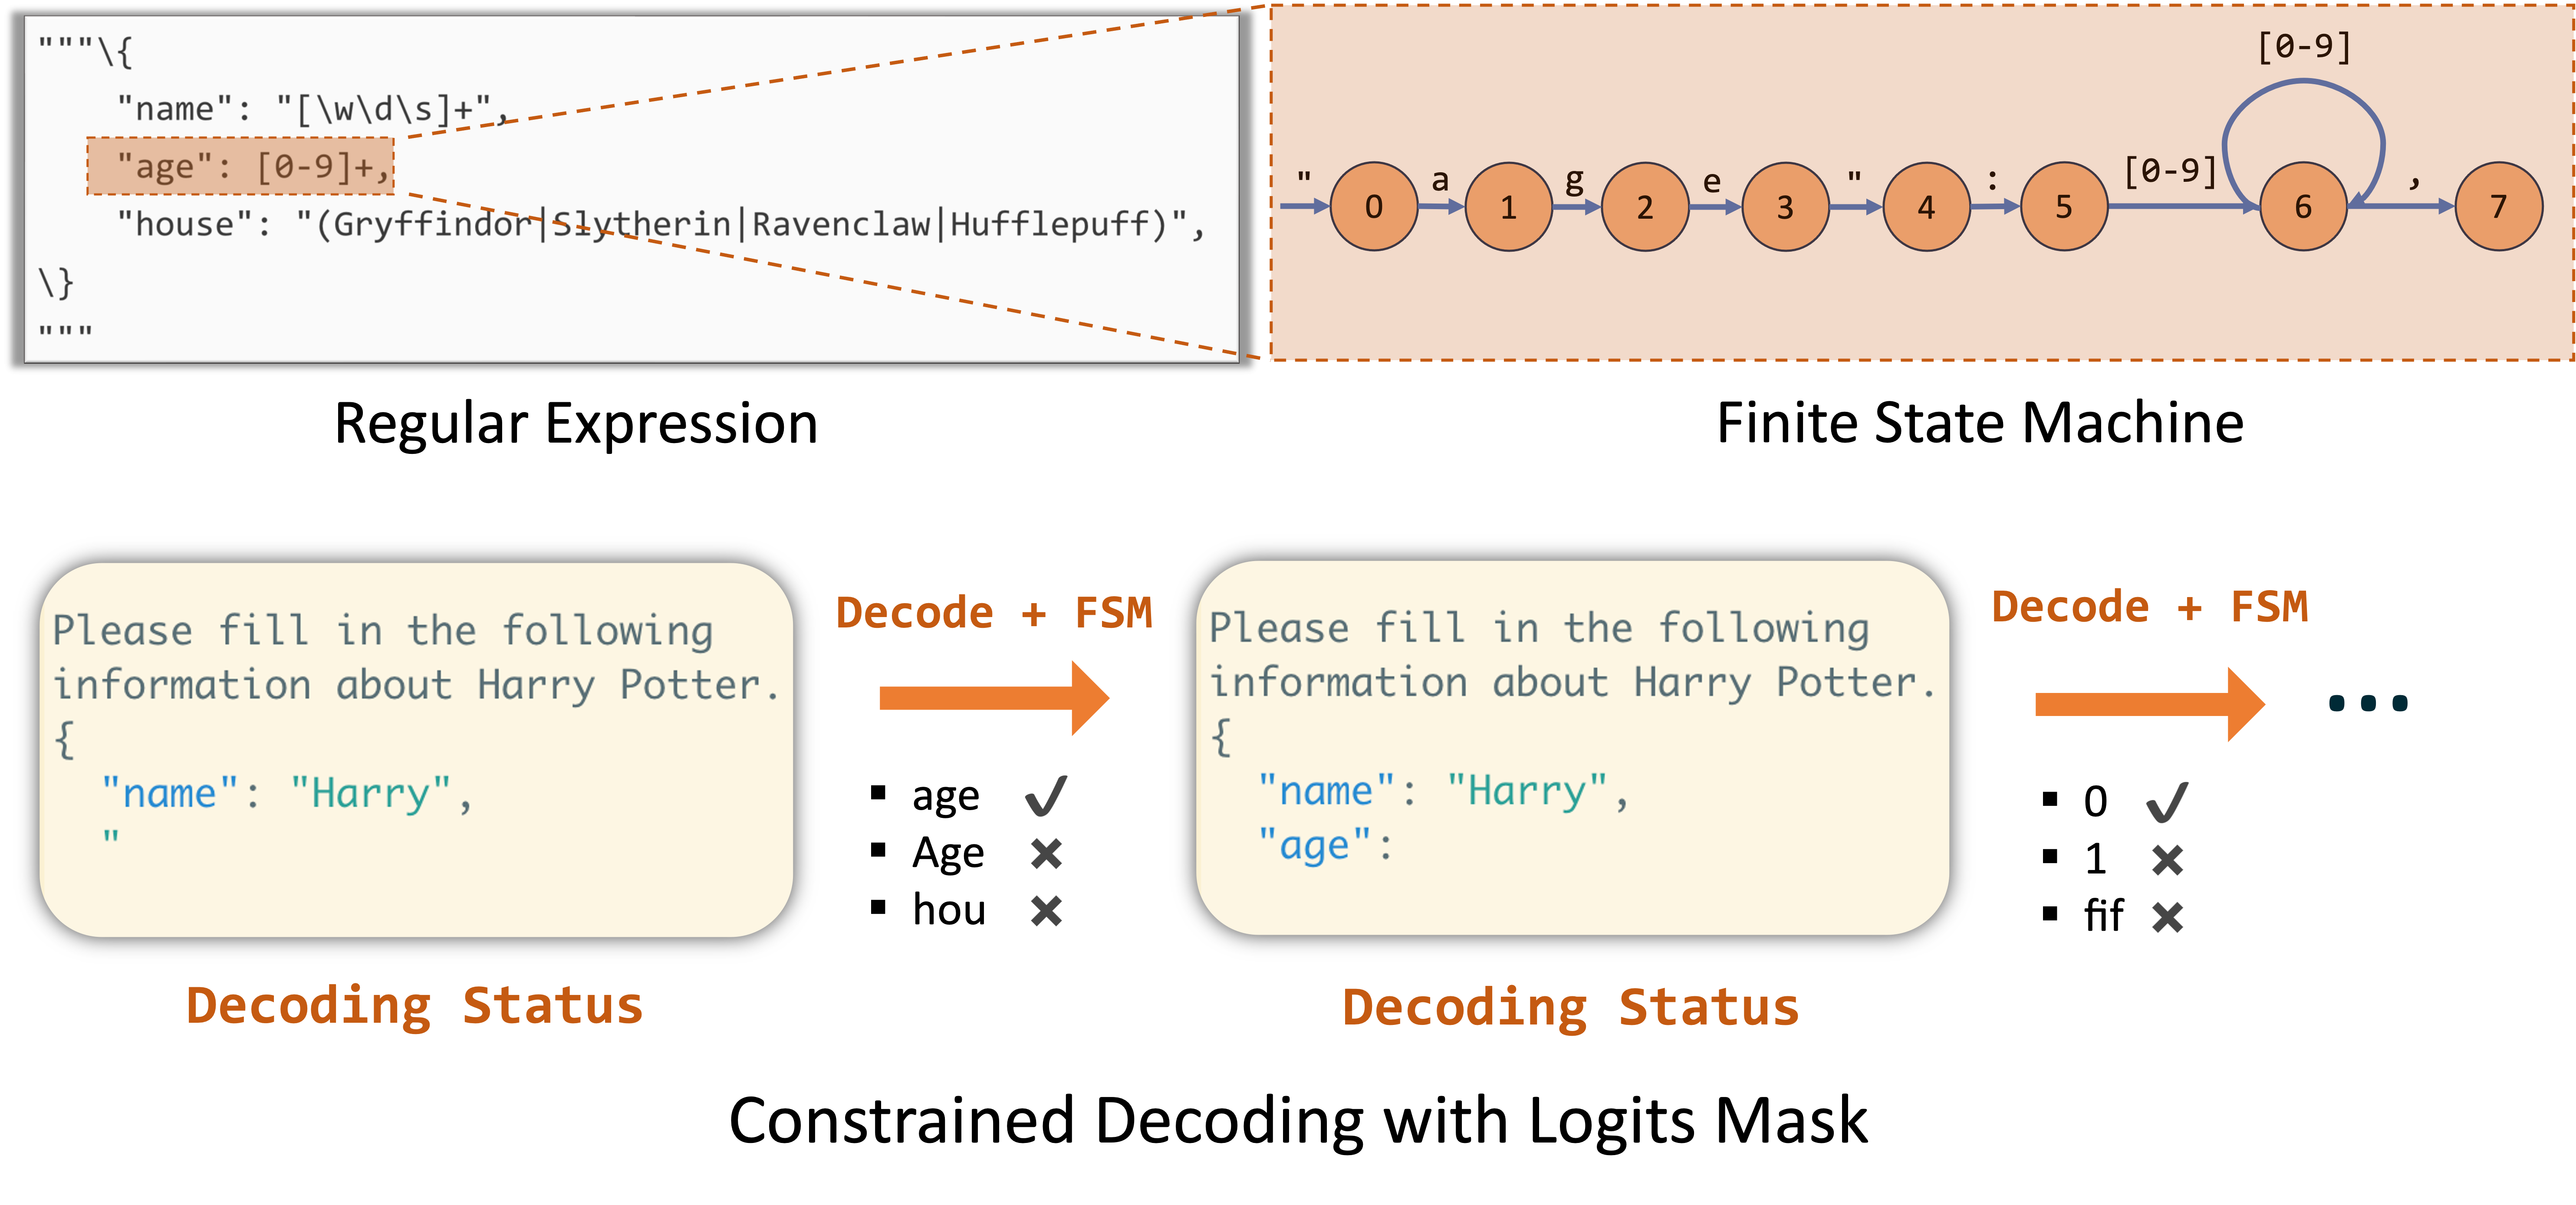 """\{
"name": "[\w\d\s]+",
"age": [0-9]+,
"house": "(Gryffindor|Slytherin|Ravenclaw|Hufflepuff)",
\}
"""
Regular Expression
[0-9]
" a g e " : [0-9] ,
0 1 2 3 4 5 6 7
Finite State Machine
Please fill in the following
information about Harry Potter.
{
"name": "Harry",
"
Decoding Status
Decode + FSM
▪ age ✔
▪ Age ✖
▪ hou ✖
Please fill in the following
information about Harry Potter.
{
"name": "Harry",
"age":
Decoding Status
Decode + FSM
▪ 0 ✔
▪ 1 ✖
▪ fif ✖
...
Constrained Decoding with Logits Mask